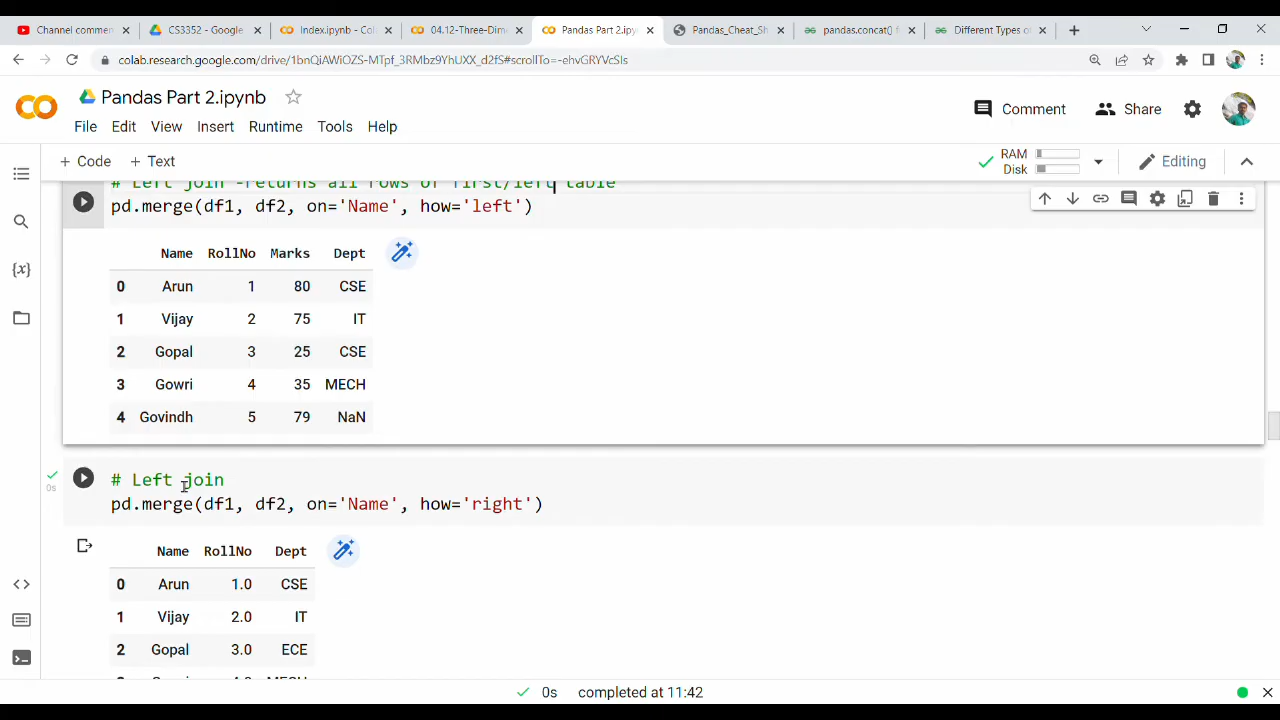 Channel commen
CS3352 - Google
Index.ipynb - Col
04.12-Three-Dime
Pandas Part 2.ipy
Pandas_Cheat_Sh
pandas.concat() f
Different Types o
colab.research.google.com/drive/1bnQiAWiOZS-MTpf_3RMbz9YhUXX_d2fS#scrollTo=-ehvGRYVcSIs
Pandas Part 2.ipynb
Comment
Share
File Edit View Insert Runtime Tools Help
+ Code + Text
RAM
Disk
Editing
# Left join -returns all rows of first/left table
pd.merge(df1, df2, on='Name', how='left')
Name RollNo Marks Dept
0 Arun 1 80 CSE
1 Vijay 2 75 IT
2 Gopal 3 25 CSE
3 Gowri 4 35 MECH
4 Govindh 5 79 NaN
0s
# Left join
pd.merge(df1, df2, on='Name', how='right')
Name RollNo Dept
0 Arun 1.0 CSE
1 Vijay 2.0 IT
2 Gopal 3.0 ECE
0s completed at 11:42